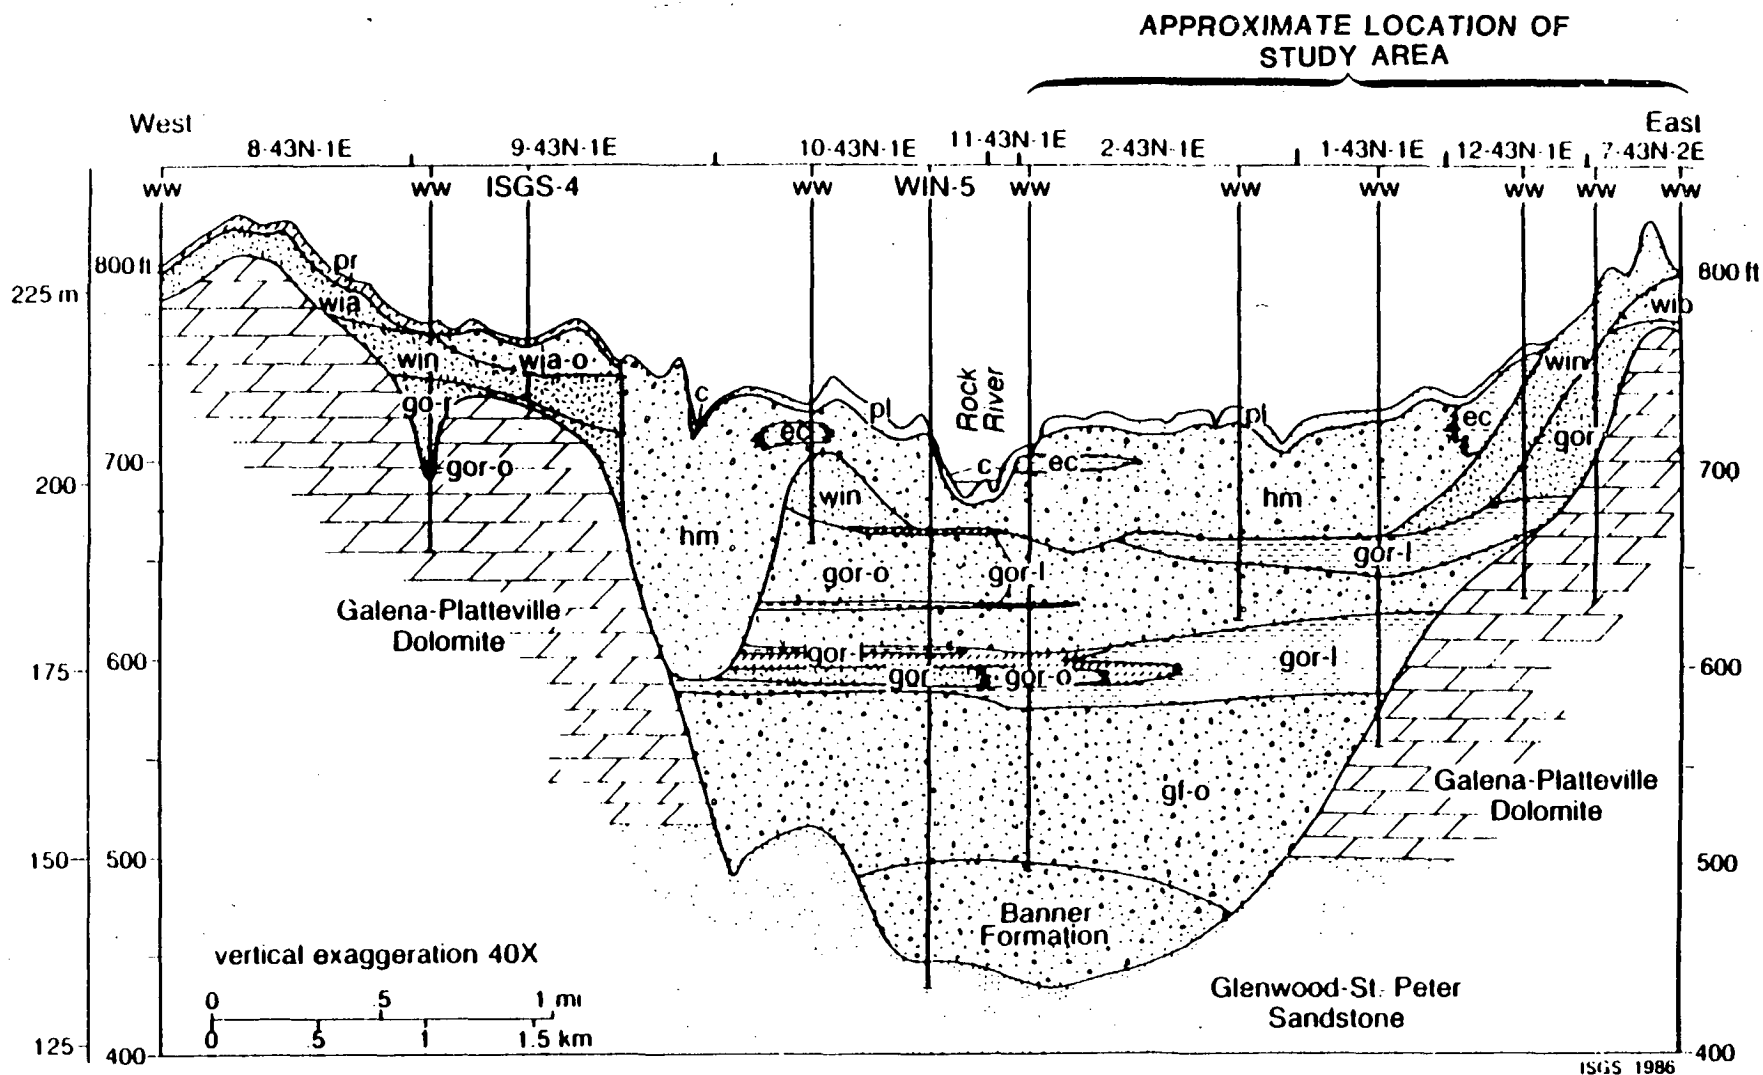 APPROXIMATE LOCATION OF
STUDY AREA
West
East
8-43N-1E
9-43N-1E
10-43N-1E
11-43N-1E
2-43N-1E
1-43N-1E
12-43N-1E
7-43N-2E
ww
ww
ISGS-4
ww
WIN-5
ww
ww
ww
ww
ww
ww
800 ft
800 ft
225 m
pr
wia
wib
win
wia-o
win
c
Rock
River
pl
pl
ec
ec
gor
go-l
ec
c
c
700
700
gor-o
200
win
hm
hm
gor-l
gor-o
gor-l
Galena-Platteville
Dolomite
600
gor-l
gor-l
600
175
gor
gor-o
gf-o
Galena-Platteville
Dolomite
150
500
500
Banner
Formation
vertical exaggeration 40X
0
.5
1 mi
0
.5
1
1.5 km
Glenwood-St. Peter
Sandstone
125
400
400
ISGS 1986